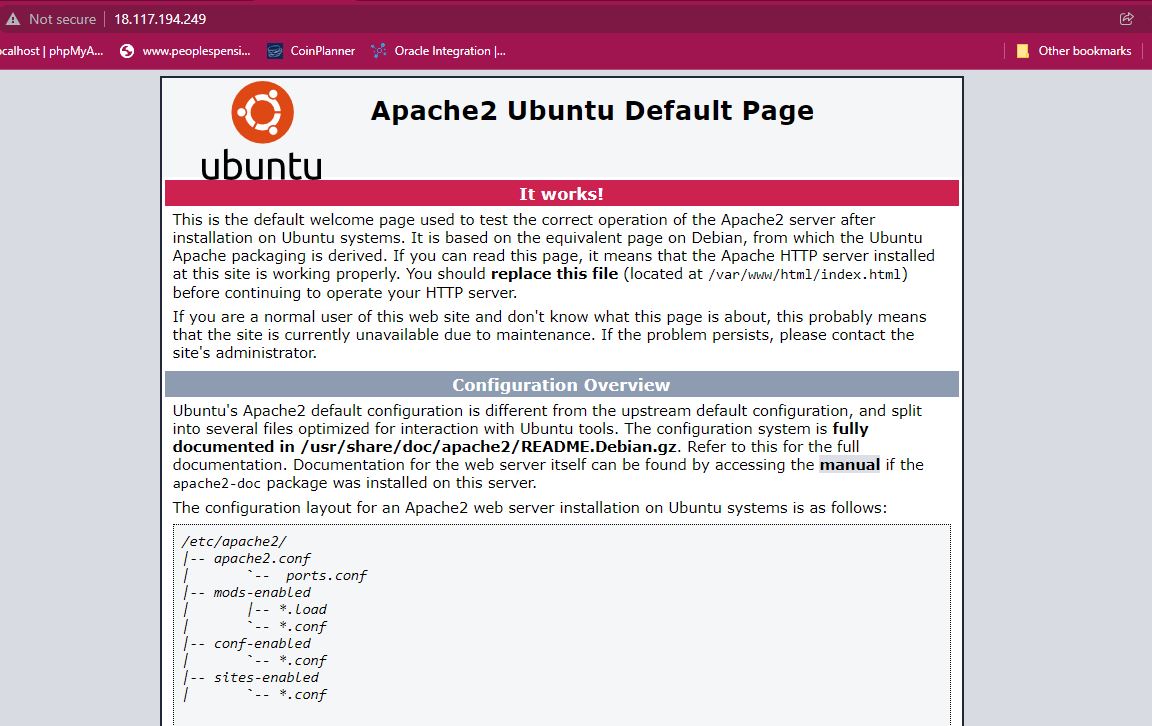 Not secure 18.117.194.249
ocalhost | phpMyA... www.peoplespensi... CoinPlanner Oracle Integration |... Other bookmarks
ubuntu
Apache2 Ubuntu Default Page
It works!
This is the default welcome page used to test the correct operation of the Apache2 server after
installation on Ubuntu systems. It is based on the equivalent page on Debian, from which the Ubuntu
Apache packaging is derived. If you can read this page, it means that the Apache HTTP server installed
at this site is working properly. You should replace this file (located at /var/www/html/index.html)
before continuing to operate your HTTP server.
If you are a normal user of this web site and don't know what this page is about, this probably means
that the site is currently unavailable due to maintenance. If the problem persists, please contact the
site's administrator.
Configuration Overview
Ubuntu's Apache2 default configuration is different from the upstream default configuration, and split
into several files optimized for interaction with Ubuntu tools. The configuration system is fully
documented in /usr/share/doc/apache2/README.Debian.gz. Refer to this for the full
documentation. Documentation for the web server itself can be found by accessing the manual if the
apache2-doc package was installed on this server.
The configuration layout for an Apache2 web server installation on Ubuntu systems is as follows:
/etc/apache2/
|-- apache2.conf
|       `--  ports.conf
|-- mods-enabled
|       |-- *.load
|       `-- *.conf
|-- conf-enabled
|       `-- *.conf
|-- sites-enabled
|       `-- *.conf